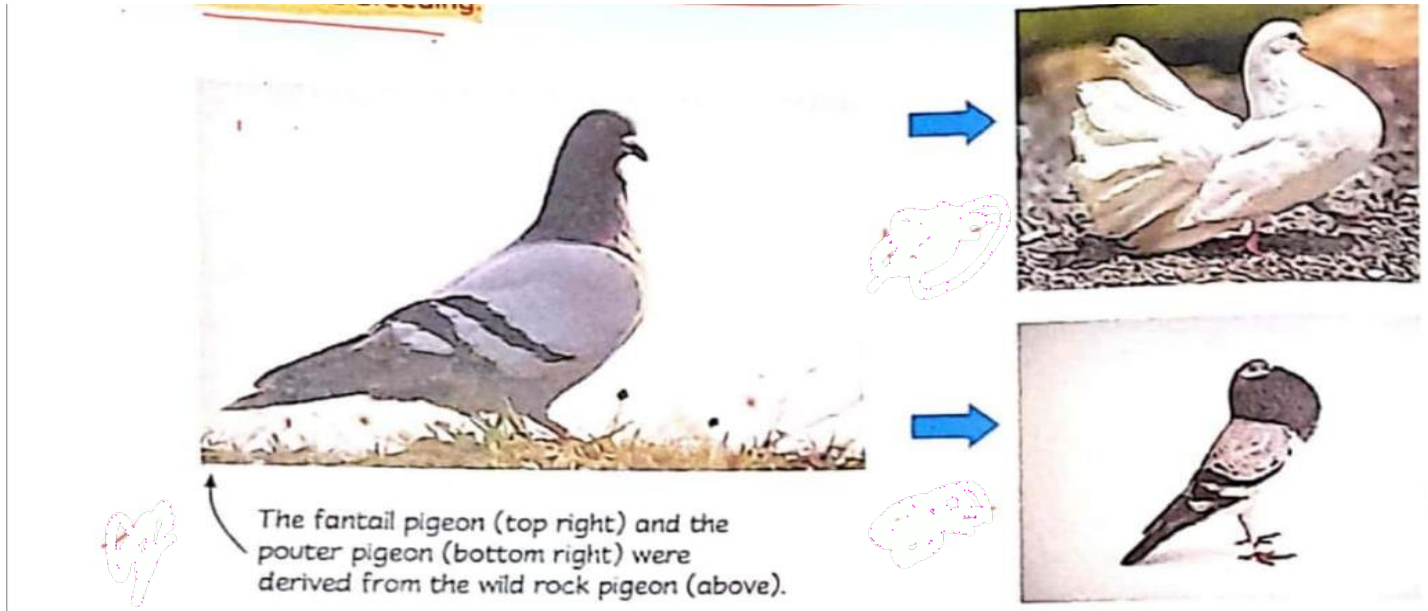 breeding.
The fantail pigeon (top right) and the
pouter pigeon (bottom right) were
derived from the wild rock pigeon (above).